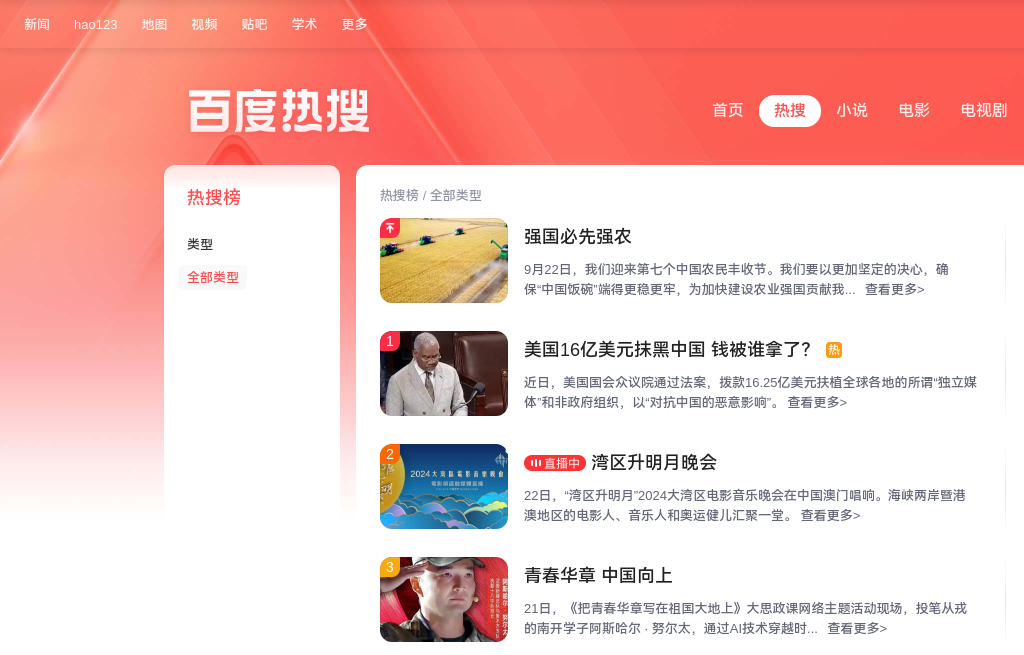 新闻 hao123 地图 视频 贴吧 学术 更多
百度热搜
首页 热搜 小说 电影 电视剧
热搜榜
类型
全部类型
热搜榜 / 全部类型
强国必先强农
9月22日，我们迎来第七个中国农民丰收节。我们要以更加坚定的决心，确
保“中国饭碗”端得更稳更牢，为加快建设农业强国贡献我... 查看更多>
1
美国16亿美元抹黑中国 钱被谁拿了？ 热
近日，美国国会众议院通过法案，拨款16.25亿美元扶植全球各地的所谓“独立媒
体”和非政府组织，以“对抗中国的恶意影响”。 查看更多>
2
2024大灣區電影音樂晚會
直播中 湾区升明月晚会
22日，“湾区升明月”2024大湾区电影音乐晚会在中国澳门唱响。海峡两岸暨港
澳地区的电影人、音乐人和奥运健儿汇聚一堂。 查看更多>
3
阿斯哈尔·努尔太
青春华章 中国向上
21日，《把青春华章写在祖国大地上》大思政课网络主题活动现场，投笔从戎
的南开学子阿斯哈尔 · 努尔太，通过AI技术穿越时... 查看更多>